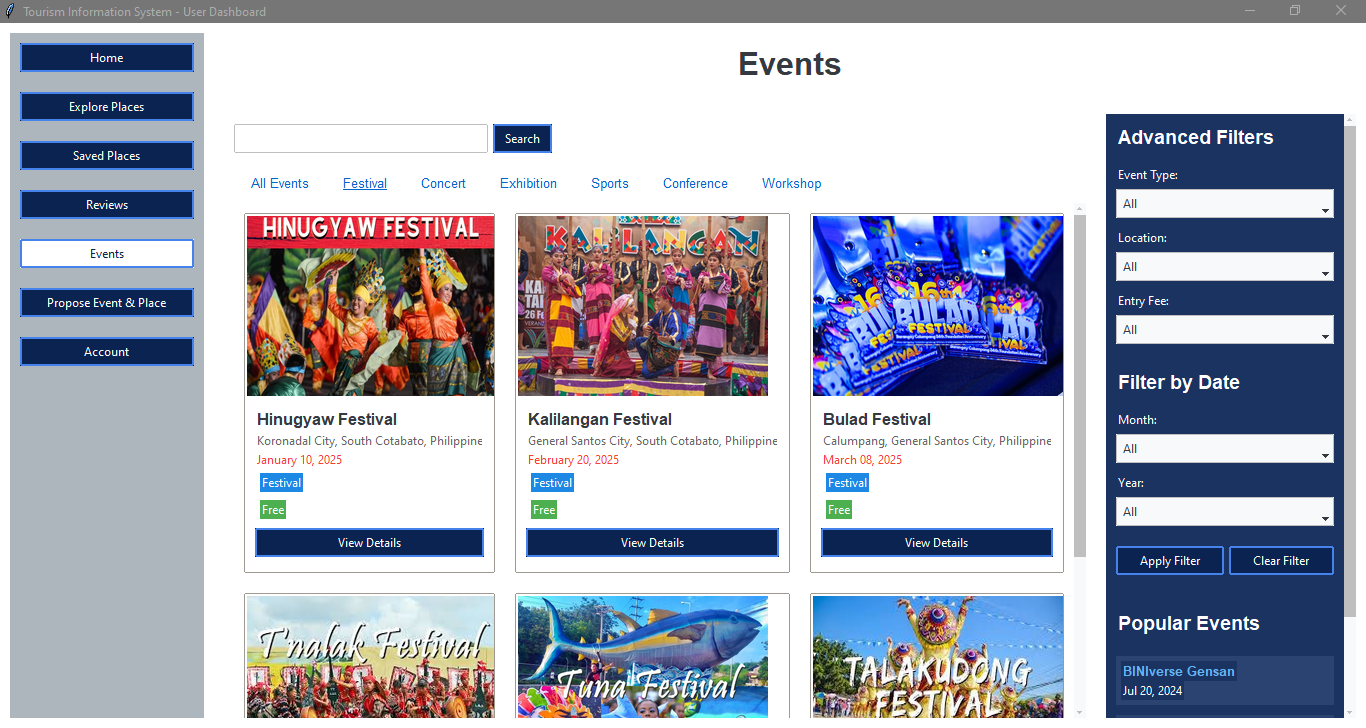 Tourism Information System - User Dashboard
Home
Explore Places
Saved Places
Reviews
Events
Propose Event & Place
Account
Events
Search
All Events
Festival
Concert
Exhibition
Sports
Conference
Workshop
HINUGYAW FESTIVAL
Hinugyaw Festival
Koronadal City, South Cotabato, Philippine
January 10, 2025
Festival
Free
View Details
KALILANGAN
Kalilangan Festival
General Santos City, South Cotabato, Philippine
February 20, 2025
Festival
Free
View Details
16th
BULAD
FESTIVAL
Bulad Festival
Calumpang, General Santos City, Philippine
March 08, 2025
Festival
Free
View Details
T'nalak Festival
Tuna Festival
TALAKUDONG
FESTIVAL
Advanced Filters
Event Type:
All
Location:
All
Entry Fee:
All
Filter by Date
Month:
All
Year:
All
Apply Filter
Clear Filter
Popular Events
BINIverse Gensan
Jul 20, 2024